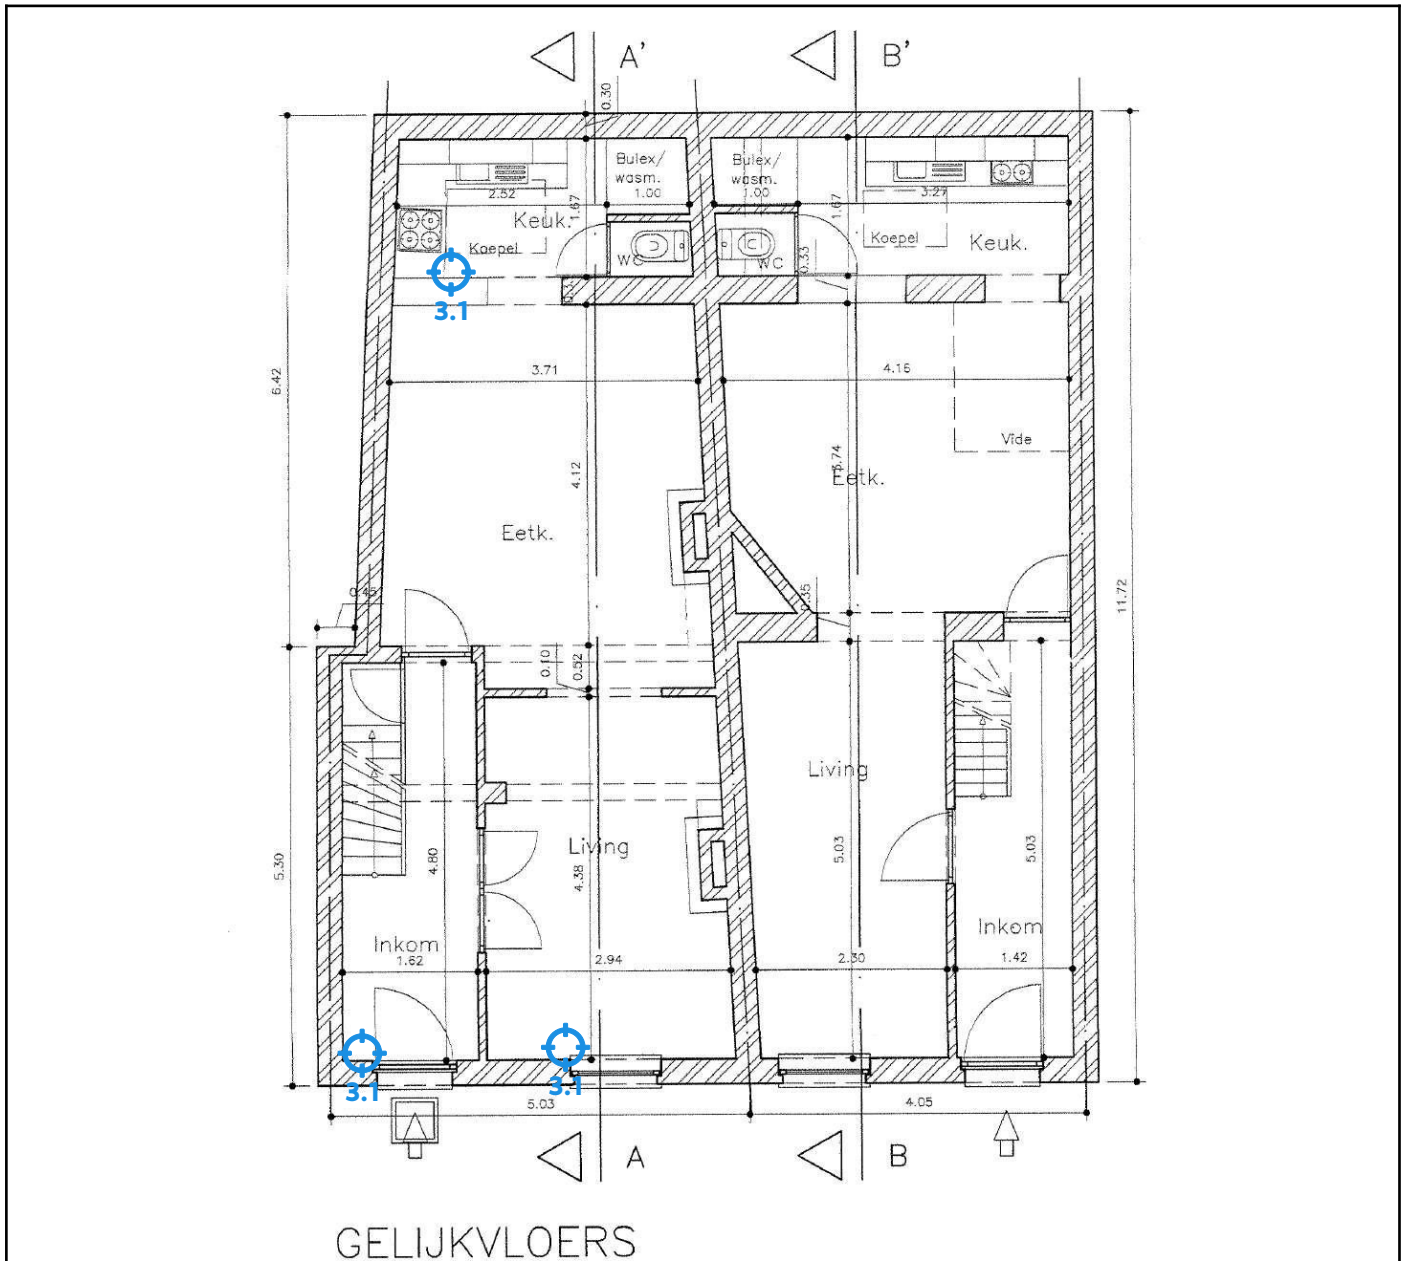 A'
B'
0.30
Bulex/
wasm.
1.00
Bulex/
wasm.
1.00
2.52
1.67
Keuk.
Koepel
WC
3.27
1.67
Keuk.
Koepel
WC
0.33
3.1
6.42
3.71
4.16
Vide
4.12
3.74
Eetk.
Eetk.
0.45
0.35
11.72
0.10
0.52
Living
Living
5.30
4.80
4.38
5.03
5.03
Inkom
1.62
2.94
2.30
Inkom
1.42
3.1
3.1
5.03
4.05
A
B
GELIJKVLOERS